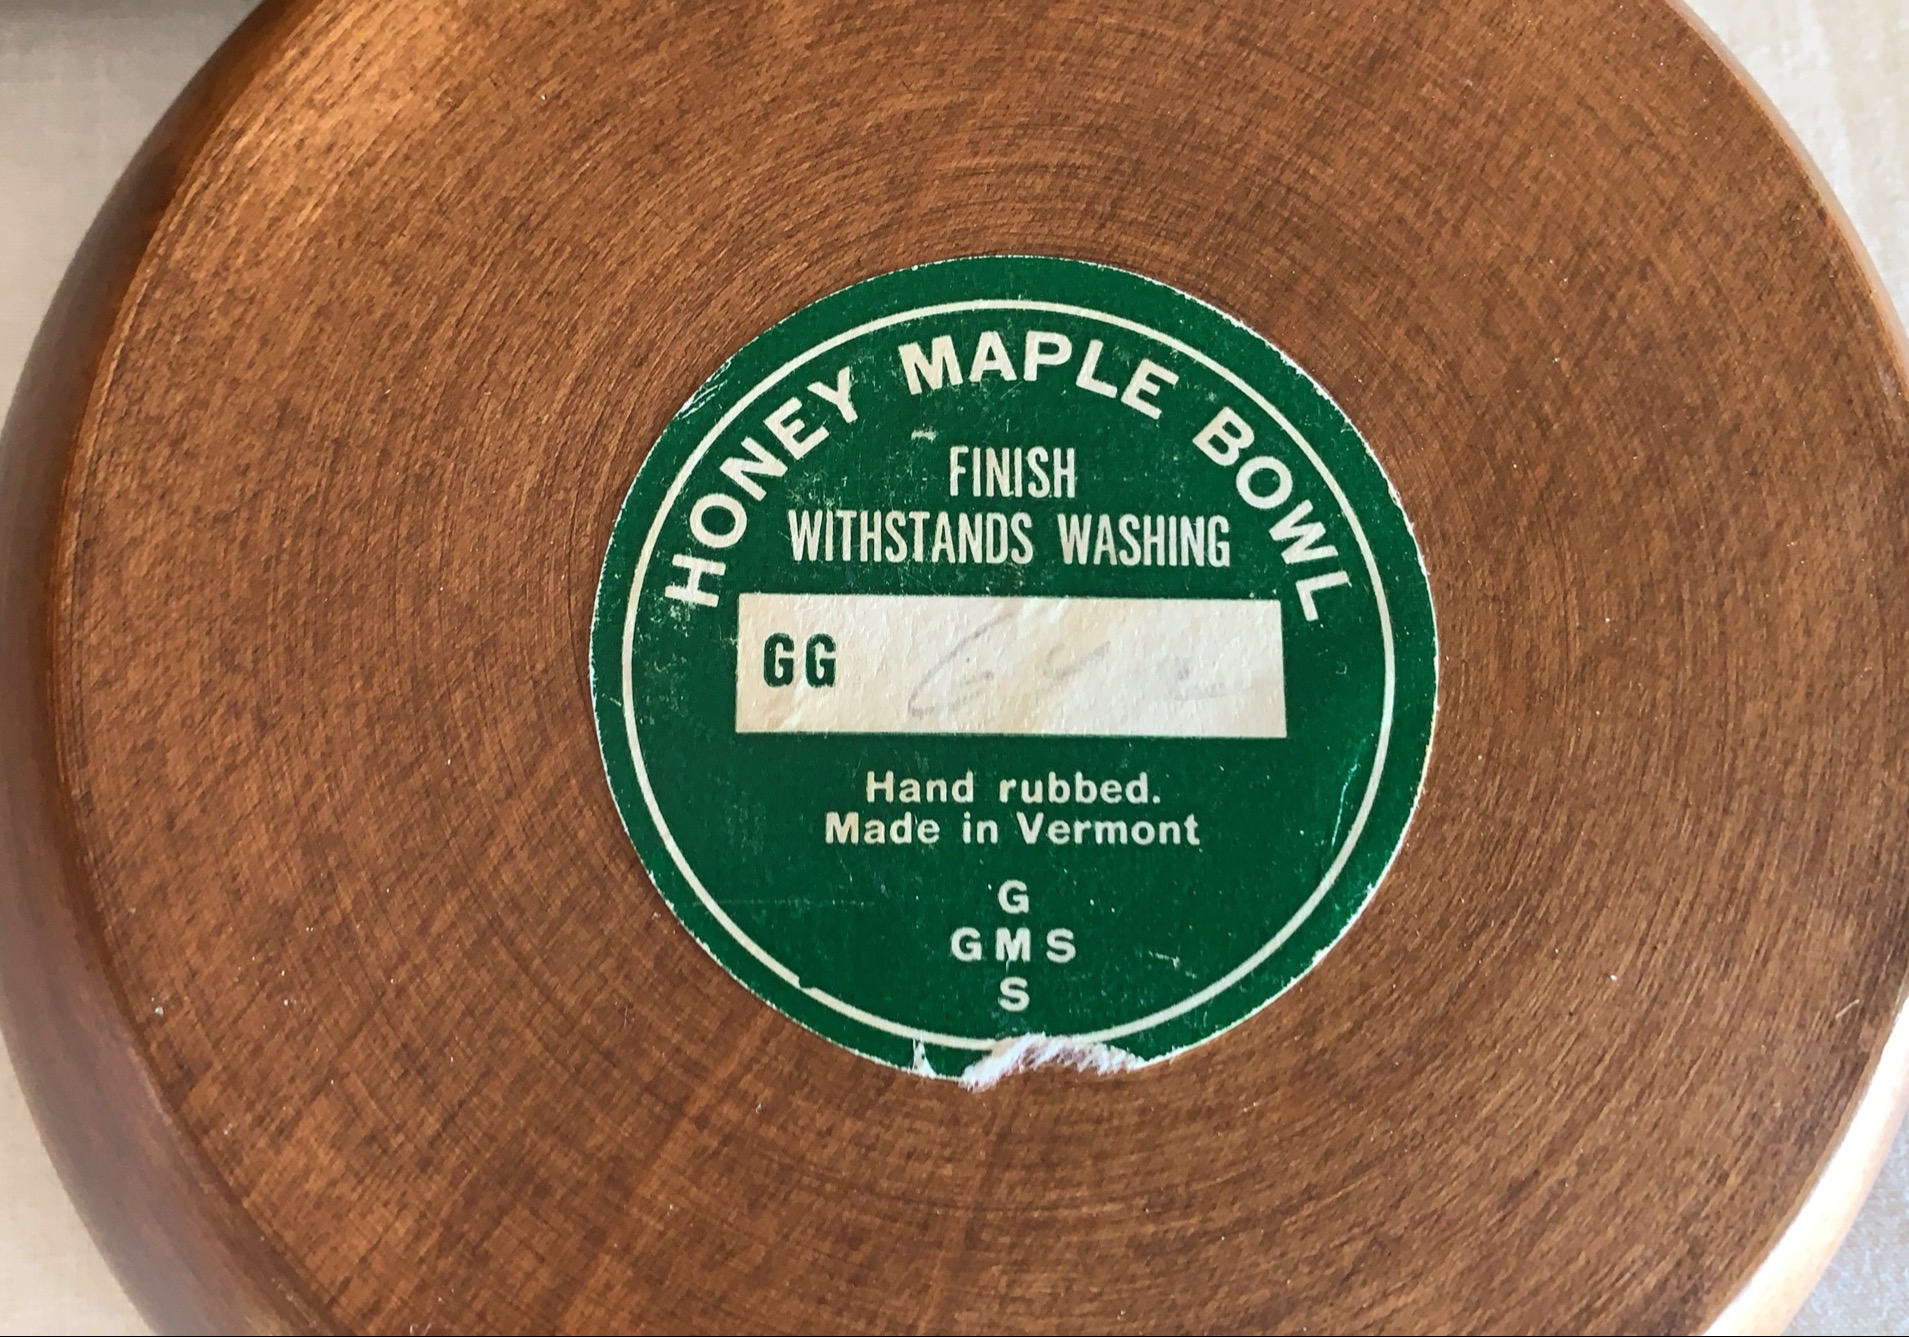 HONEY MAPLE BOWL
FINISH
WITHSTANDS WASHING
GG
Hand rubbed.
Made in Vermont
G
GMS
S